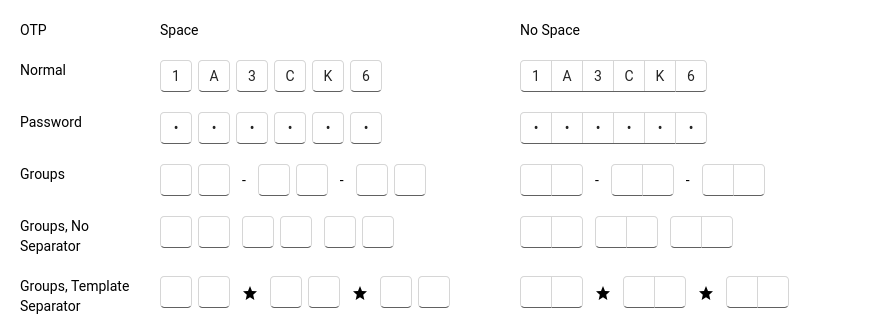 OTP Space No Space
Normal 1 A 3 C K 6 1 A 3 C K 6
Password • • • • • • • • • • • •
Groups - - - -
Groups, No
Separator
Groups, Template ★ ★ ★ ★
Separator